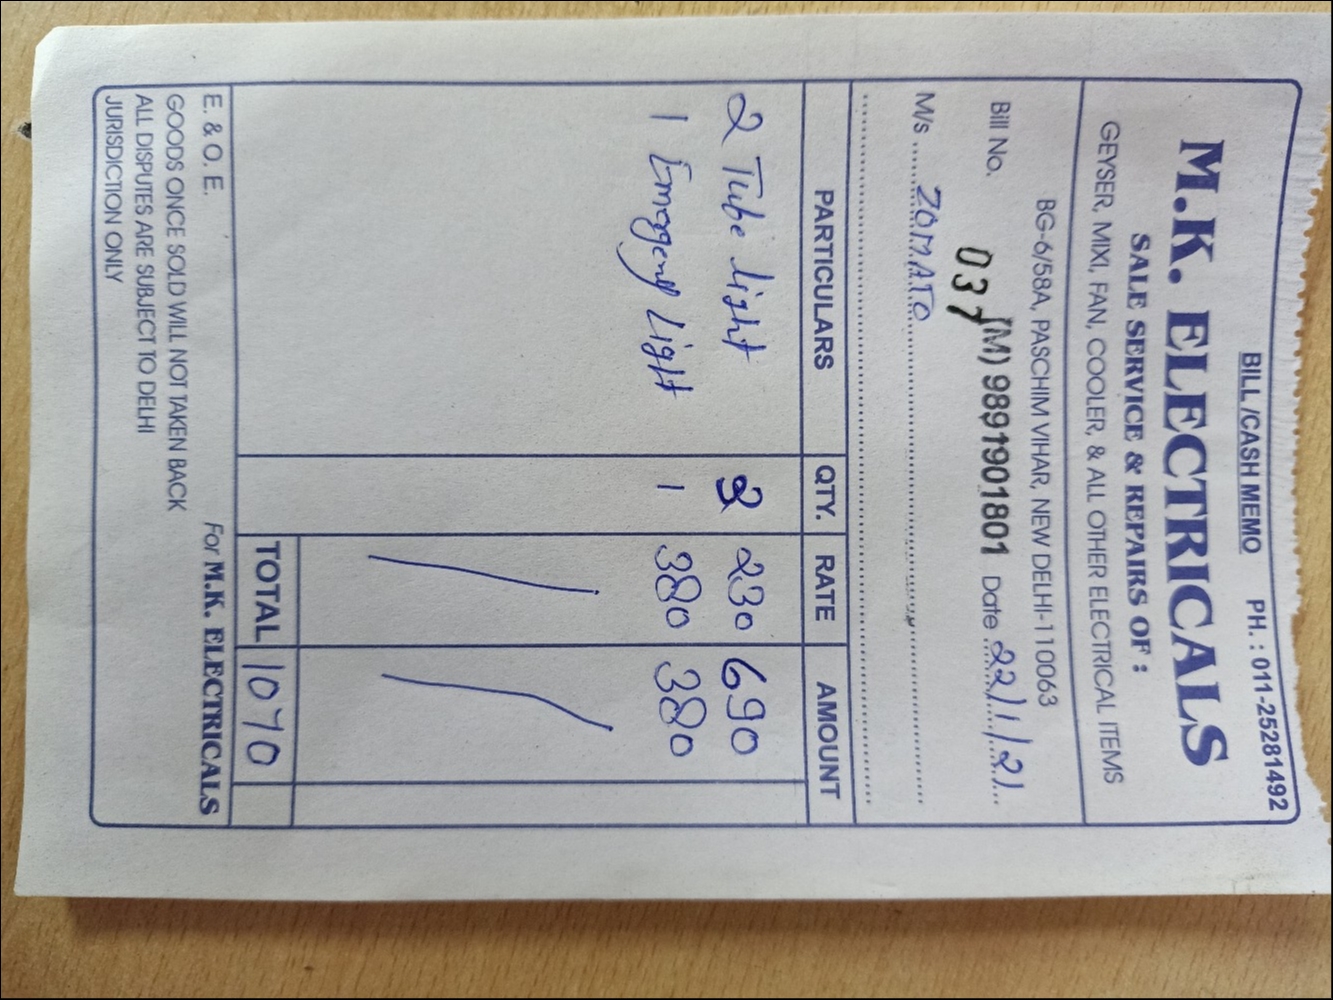 BILL /CASH MEMO PH. : 011-25281492
M.K. ELECTRICALS
SALE SERVICE & REPAIRS OF :
GEYSER, MIXI, FAN, COOLER, & ALL OTHER ELECTRICAL ITEMS
BG-6/58A, PASCHIM VIHAR, NEW DELHI-110063
Bill No. 037 (M) 9891901801 Date 22/1/21
M/s ZOMATO
PARTICULARS QTY. RATE AMOUNT
2 Tube light 230 690
1 Emergency Light 1 380 380
TOTAL 1070
E. & O. E. For M.K. ELECTRICALS
GOODS ONCE SOLD WILL NOT TAKEN BACK
ALL DISPUTES ARE SUBJECT TO DELHI
JURISDICTION ONLY